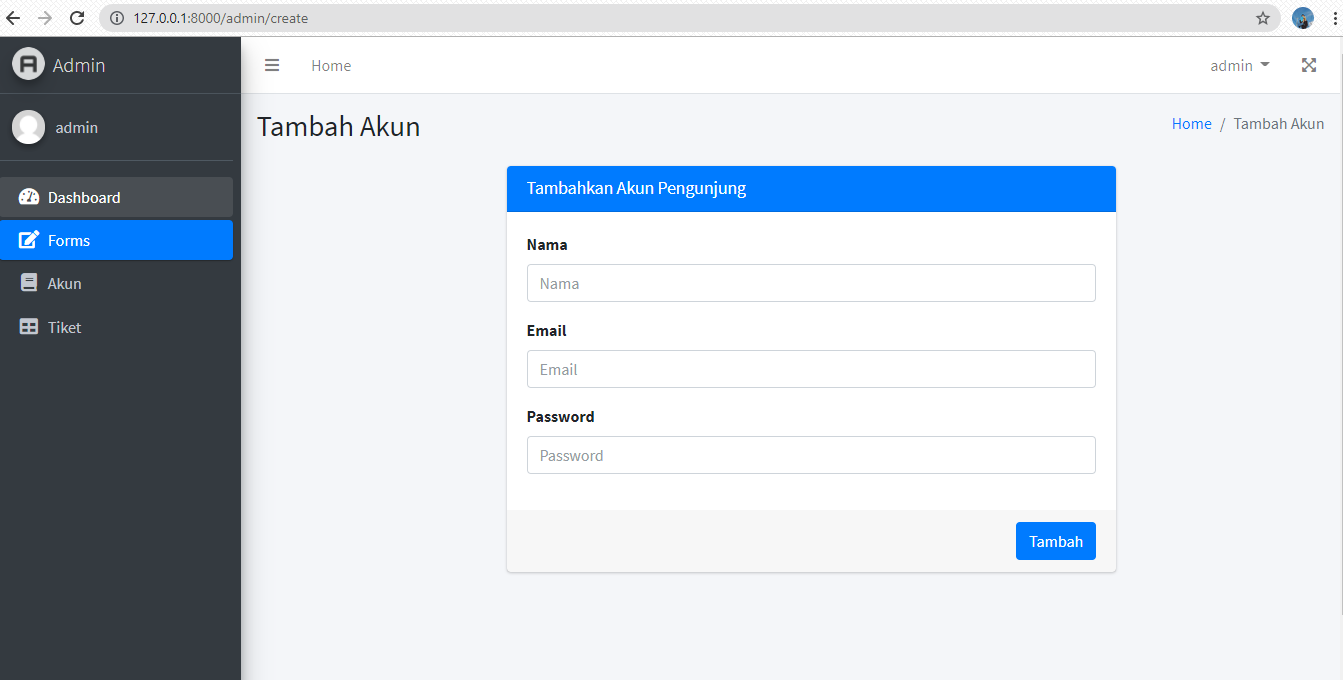 127.0.0.1:8000/admin/create
Admin
Home
admin
admin
Tambah Akun
Home / Tambah Akun
Dashboard
Forms
Akun
Tiket
Tambahkan Akun Pengunjung
Nama
Nama
Email
Email
Password
Password
Tambah